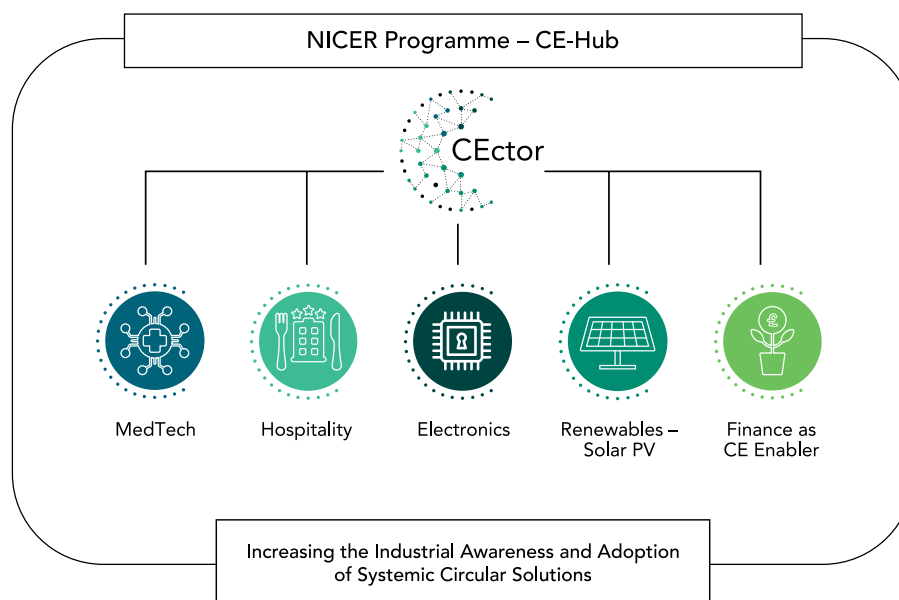 NICER Programme – CE-Hub
CEctor
MedTech
Hospitality
Electronics
Renewables –
Solar PV
£
Finance as
CE Enabler
Increasing the Industrial Awareness and Adoption
of Systemic Circular Solutions